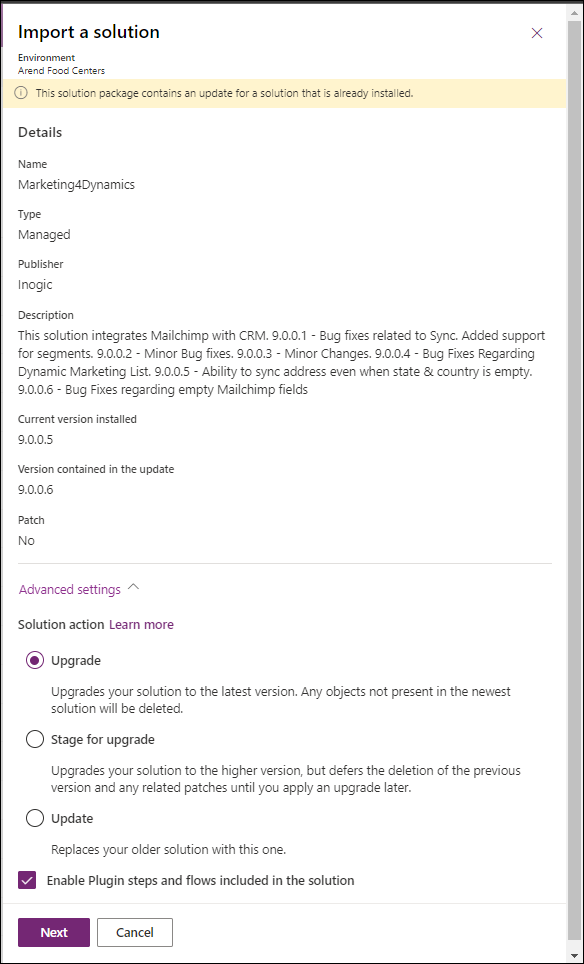 Import a solution
Environment
Arend Food Centers
This solution package contains an update for a solution that is already installed.
Details
Name
Marketing4Dynamics
Type
Managed
Publisher
Inogic
Description
This solution integrates Mailchimp with CRM. 9.0.0.1 - Bug fixes related to Sync. Added support
for segments. 9.0.0.2 - Minor Bug fixes. 9.0.0.3 - Minor Changes. 9.0.0.4 - Bug Fixes Regarding
Dynamic Marketing List. 9.0.0.5 - Ability to sync address even when state & country is empty.
9.0.0.6 - Bug Fixes regarding empty Mailchimp fields
Current version installed
9.0.0.5
Version contained in the update
9.0.0.6
Patch
No
Advanced settings
Solution action Learn more
Upgrade
Upgrades your solution to the latest version. Any objects not present in the newest
solution will be deleted.
Stage for upgrade
Upgrades your solution to the higher version, but defers the deletion of the previous
version and any related patches until you apply an upgrade later.
Update
Replaces your older solution with this one.
Enable Plugin steps and flows included in the solution
Next Cancel